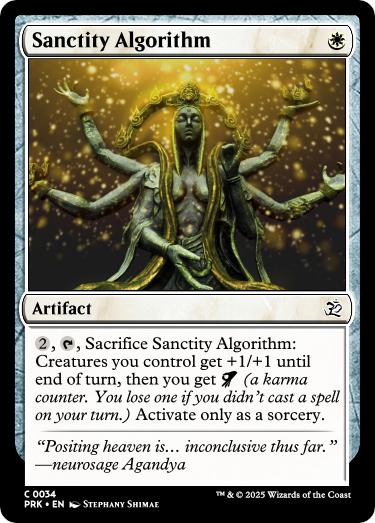 Sanctity Algorithm
Artifact
2, T, Sacrifice Sanctity Algorithm:
Creatures you control get +1/+1 until
end of turn, then you get (a karma
counter. You lose one if you didn't cast a spell
on your turn.) Activate only as a sorcery.
“Positing heaven is… inconclusive thus far.”
—neurosage Agandya
C 0034
PRK • EN Stephany Shimae
™ & © 2025 Wizards of the Coast